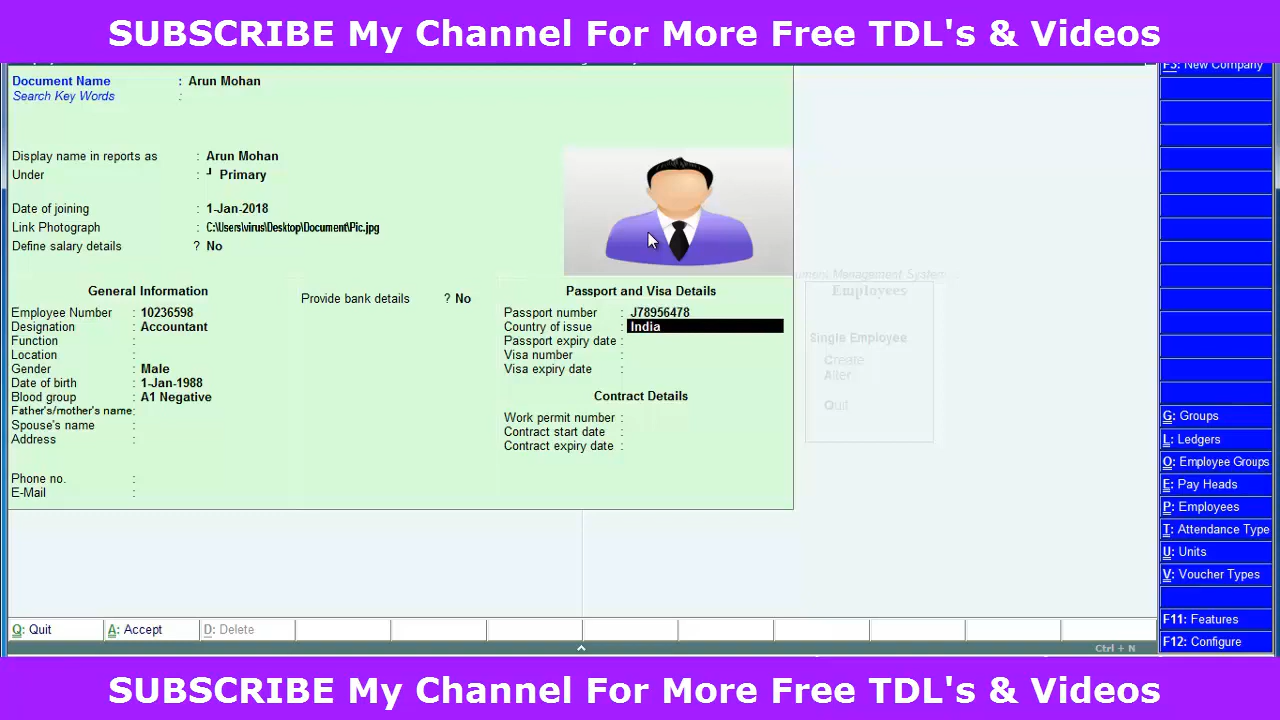 SUBSCRIBE My Channel For More Free TDL's & Videos
F3: New Company
Document Name : Arun Mohan
Search Key Words :
Display name in reports as : Arun Mohan
Under : ┘ Primary
Date of joining : 1-Jan-2018
Link Photograph : C:\Users\virus\Desktop\Document\Pic.jpg
Define salary details ? No
General Information
Employee Number : 10236598
Designation : Accountant
Function :
Location :
Gender : Male
Date of birth : 1-Jan-1988
Blood group : A1 Negative
Father's/mother's name:
Spouse's name :
Address :
Phone no. :
E-Mail :
Provide bank details ? No
Passport and Visa Details
Passport number : J78956478
Country of issue : India
Passport expiry date :
Visa number :
Visa expiry date :
Contract Details
Work permit number :
Contract start date :
Contract expiry date :
Management System
Employees
Single Employee
Create
Alter
Quit
G: Groups
L: Ledgers
O: Employee Groups
E: Pay Heads
P: Employees
T: Attendance Type
U: Units
V: Voucher Types
F11: Features
F12: Configure
Q: Quit
A: Accept
D: Delete
Ctrl + N
SUBSCRIBE My Channel For More Free TDL's & Videos